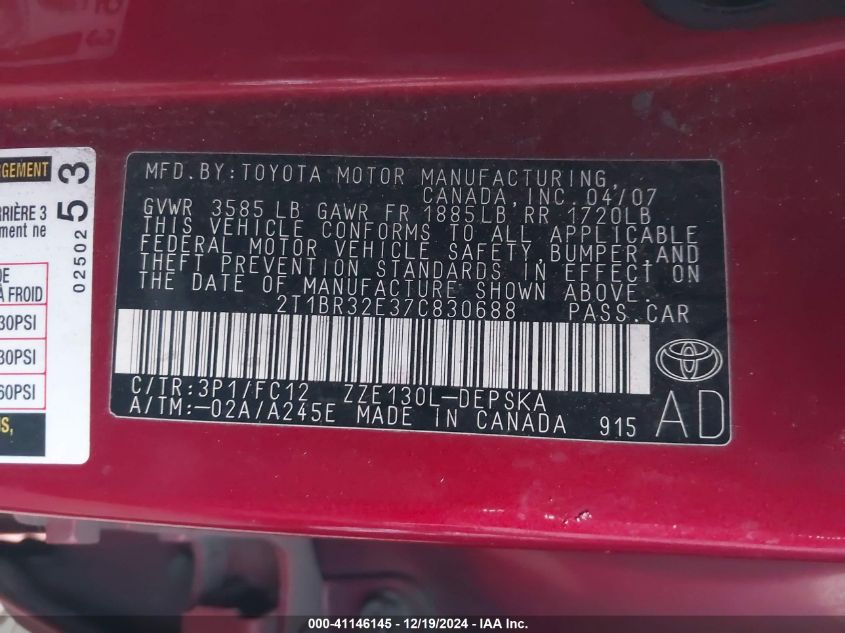 RGEMENT
RRIÈRE 3
ment ne
DE
À FROID
30PSI
30PSI
60PSI
02502 53
MFD.BY:TOYOTA MOTOR MANUFACTURING,
CANADA,INC.04/07
GVWR 3585 LB GAWR FR 1885LB RR 1720LB
THIS VEHICLE CONFORMS TO ALL APPLICABLE
FEDERAL MOTOR VEHICLE SAFETY,BUMPER,AND
THEFT PREVENTION STANDARDS IN EFFECT ON
THE DATE OF MANUFACTURE SHOWN ABOVE.
2T1BR32E37C830688 PASS.CAR
C/TR:3P1/FC12 ZZE130L-DEPSKA
A/TM:-02A/A245E MADE IN CANADA 915
AD
000-41146145 - 12/19/2024 - IAA Inc.